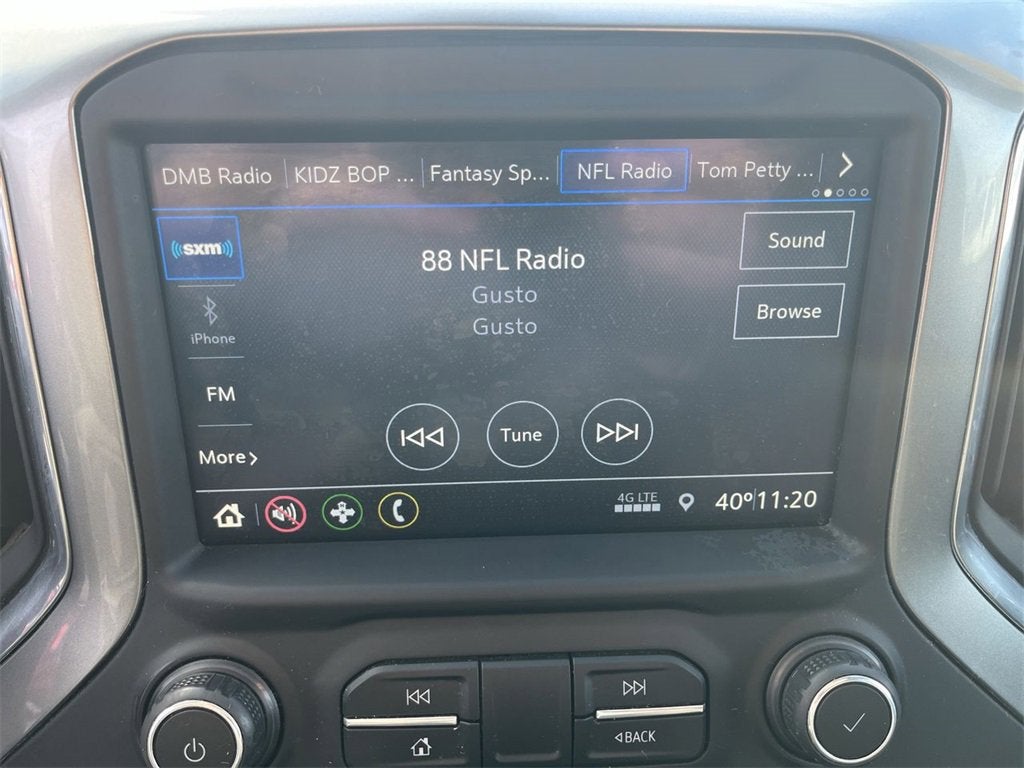 DMB Radio KIDZ BOP ... Fantasy Sp... NFL Radio Tom Petty ...
sxm
88 NFL Radio
Sound
Gusto
Gusto
Browse
iPhone
FM
Tune
More
4G LTE
40° 11:20
BACK